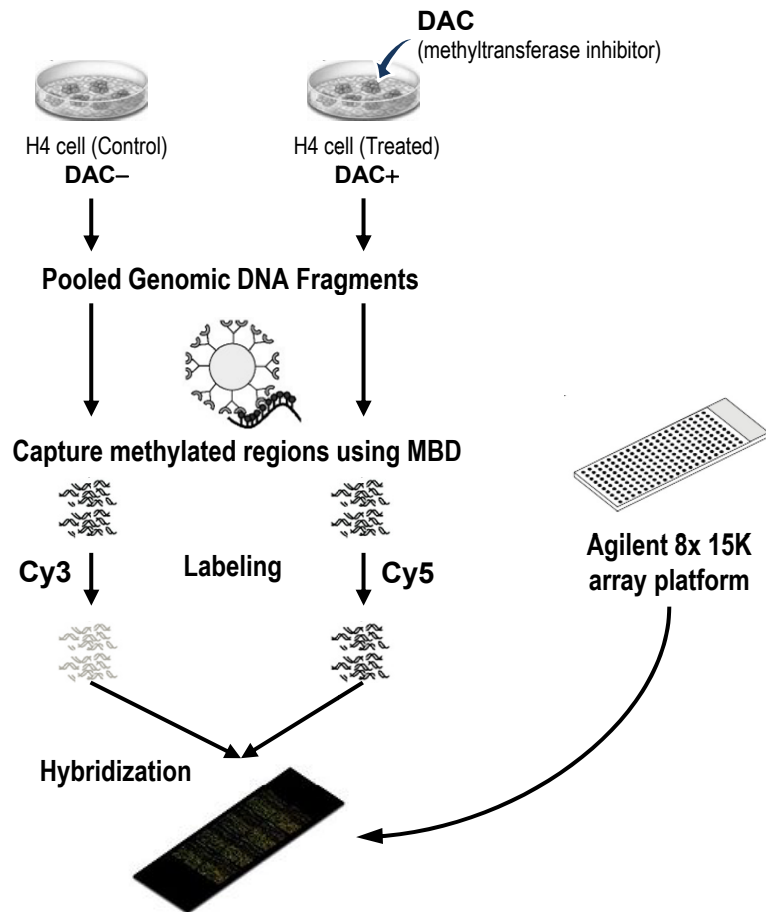 DAC
(methyltransferase inhibitor)
H4 cell (Control)
DAC–
H4 cell (Treated)
DAC+
Pooled Genomic DNA Fragments
Capture methylated regions using MBD
Cy3
Labeling
Cy5
Agilent 8x 15K
array platform
Hybridization